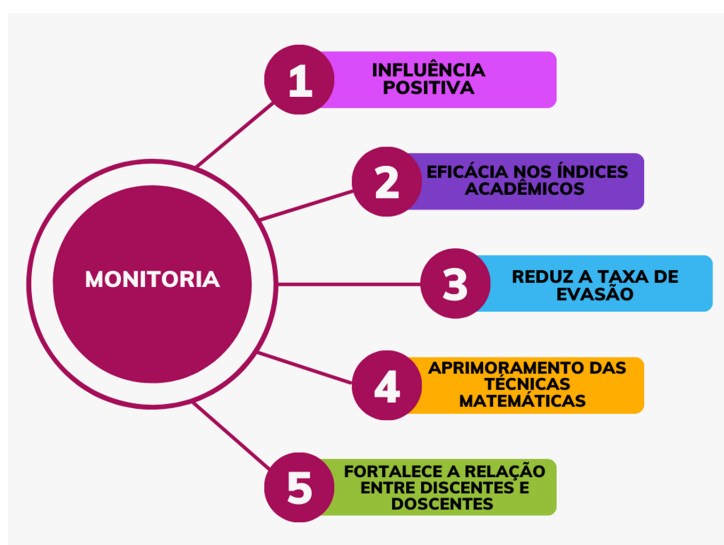 1
INFLUÊNCIA
POSITIVA
2
EFICÁCIA NOS ÍNDICES
ACADÊMICOS
MONITORIA
3
REDUZ A TAXA DE
EVASÃO
4
APRIMORAMENTO DAS
TÉCNICAS
MATEMÁTICAS
5
FORTALECE A RELAÇÃO
ENTRE DISCENTES E
DOSCENTES